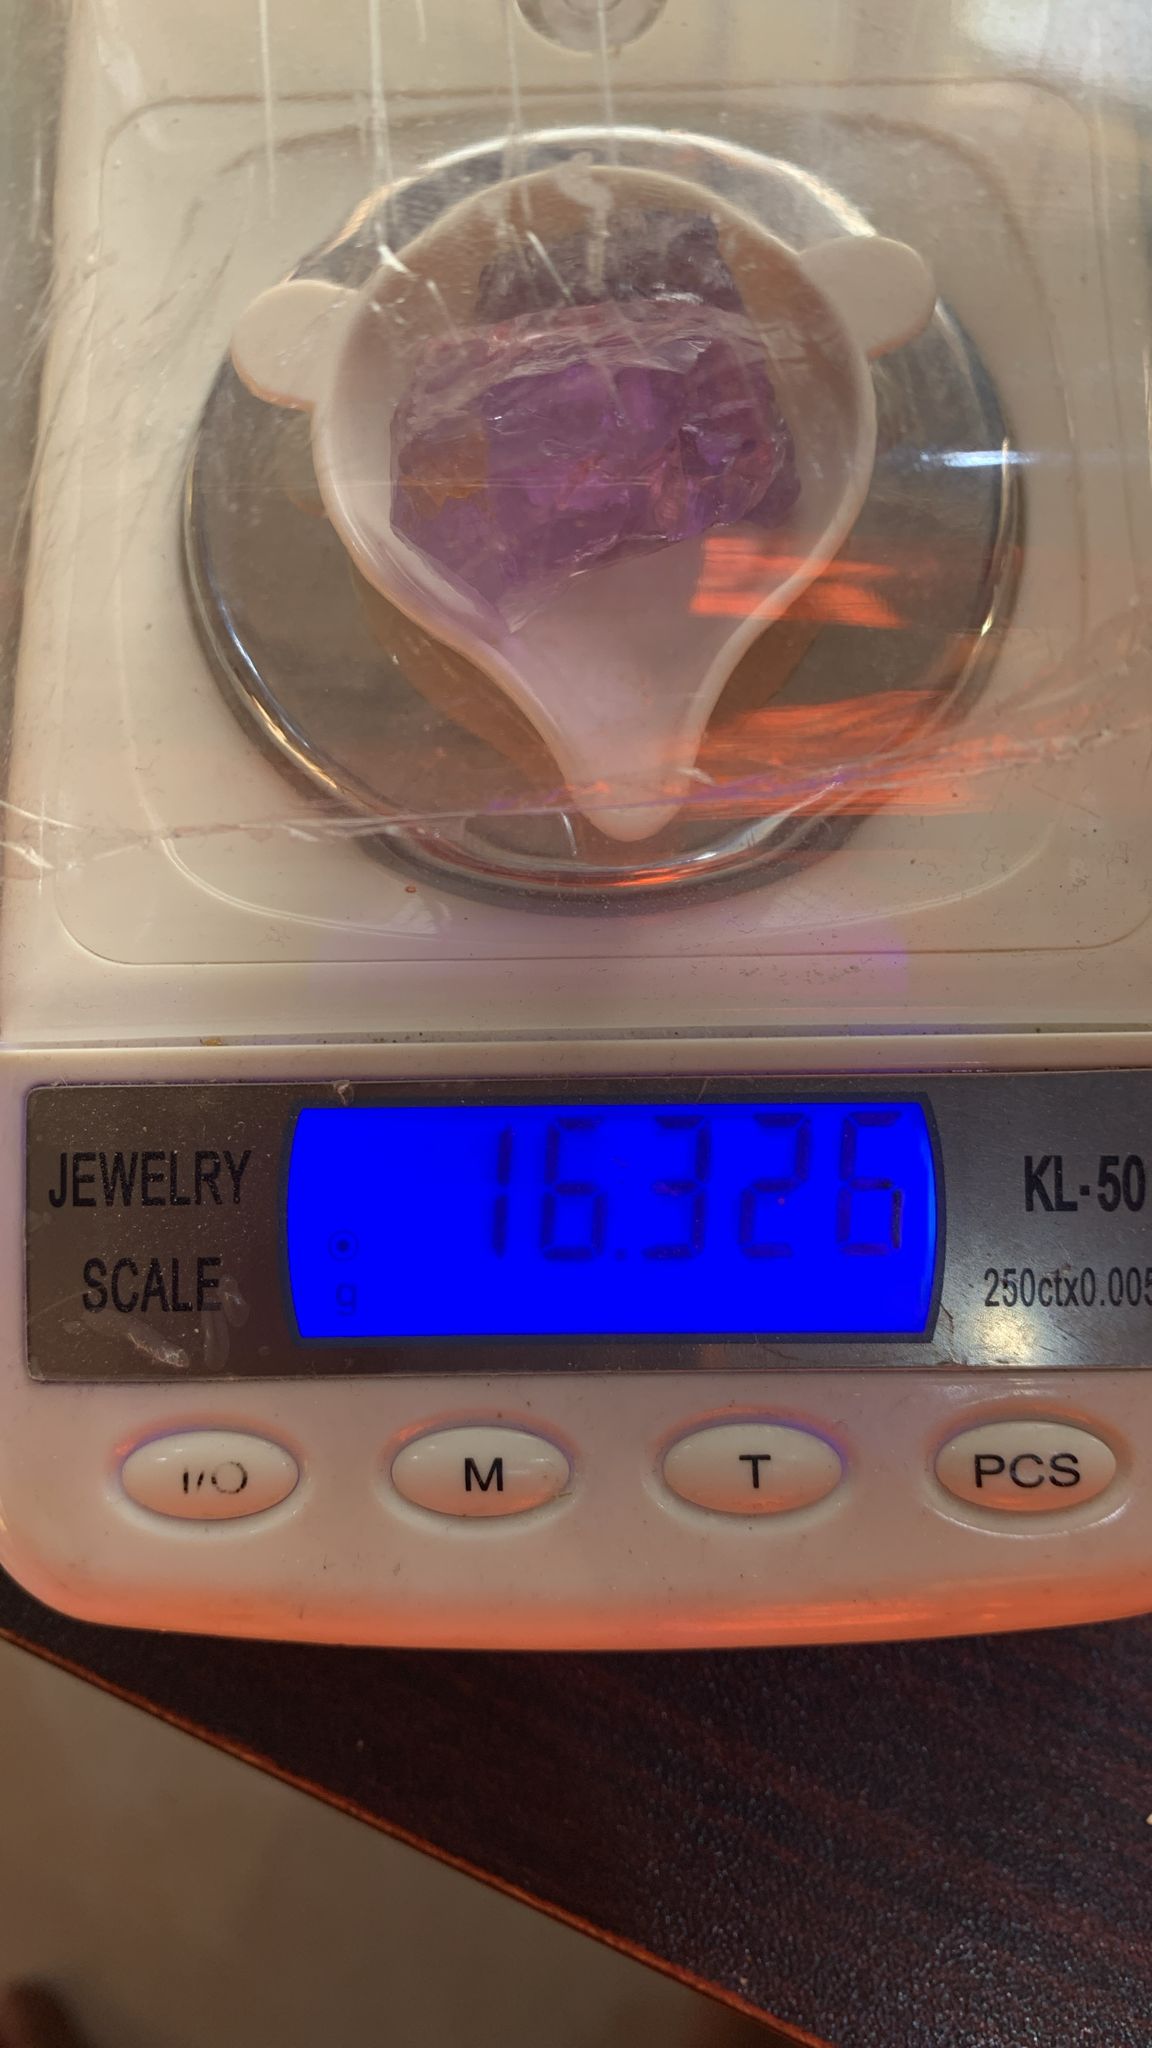 JEWELRY
SCALE
16.326
g
KL-50
250ctx0.005
I/O
M
T
PCS